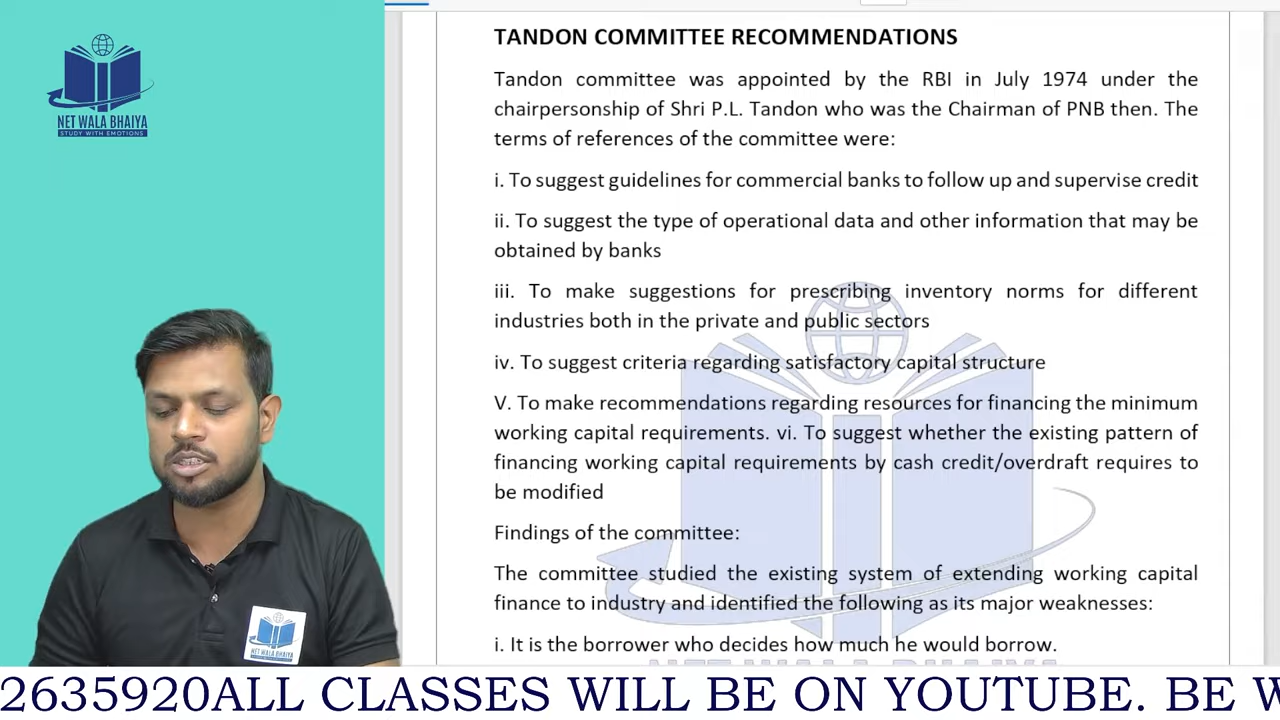 NET WALA BHAIYA
STUDY WITH EMOTIONS
TANDON COMMITTEE RECOMMENDATIONS
Tandon committee was appointed by the RBI in July 1974 under the
chairpersonship of Shri P.L. Tandon who was the Chairman of PNB then. The
terms of references of the committee were:
i. To suggest guidelines for commercial banks to follow up and supervise credit
ii. To suggest the type of operational data and other information that may be
obtained by banks
iii. To make suggestions for prescribing inventory norms for different
industries both in the private and public sectors
iv. To suggest criteria regarding satisfactory capital structure
V. To make recommendations regarding resources for financing the minimum
working capital requirements. vi. To suggest whether the existing pattern of
financing working capital requirements by cash credit/overdraft requires to
be modified
Findings of the committee:
The committee studied the existing system of extending working capital
finance to industry and identified the following as its major weaknesses:
i. It is the borrower who decides how much he would borrow.
NET WALA BHAIYA
2635920ALL CLASSES WILL BE ON YOUTUBE. BE W